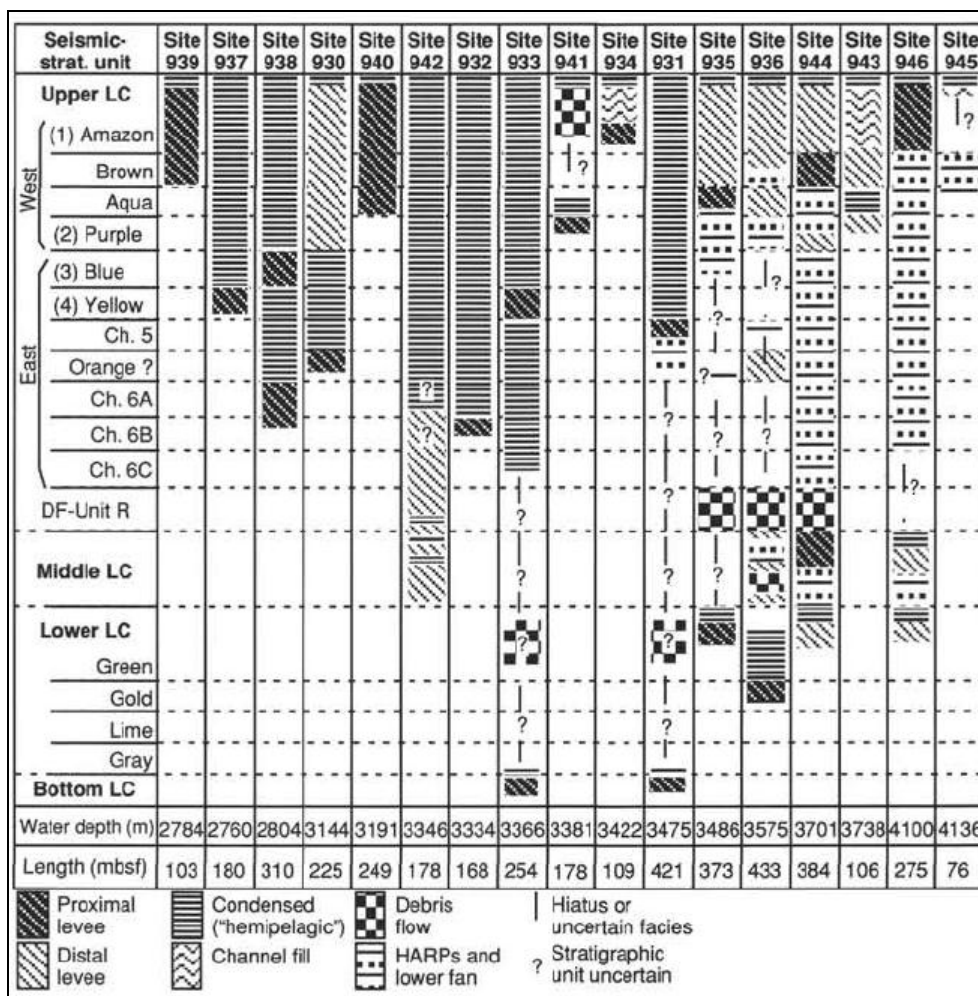 Seismic-strat. unit Site 939 Site 937 Site 938 Site 930 Site 940 Site 942 Site 932 Site 933 Site 941 Site 934 Site 931 Site 935 Site 936 Site 944 Site 943 Site 946 Site 945
Upper LC
West
(1) Amazon
?
?
Brown
Aqua
(2) Purple
East
(3) Blue
?
(4) Yellow
?
Ch. 5
Orange ?
?
Ch. 6A
? ?
Ch. 6B
? ? ?
Ch. 6C
?
DF-Unit R
? ?
Middle LC
? ? ?
Lower LC
? ?
Green
Gold
Lime
? ?
Gray
Bottom LC
Water depth (m) 2784 2760 2804 3144 3191 3346 3334 3366 3381 3422 3475 3486 3575 3701 3738 4100 4136
Length (mbsf) 103 180 310 225 249 178 168 254 178 109 421 373 433 384 106 275 76
Proximal levee
Condensed ("hemipelagic")
Debris flow
Hiatus or uncertain facies
Distal levee
Channel fill
HARPs and lower fan
? Stratigraphic unit uncertain